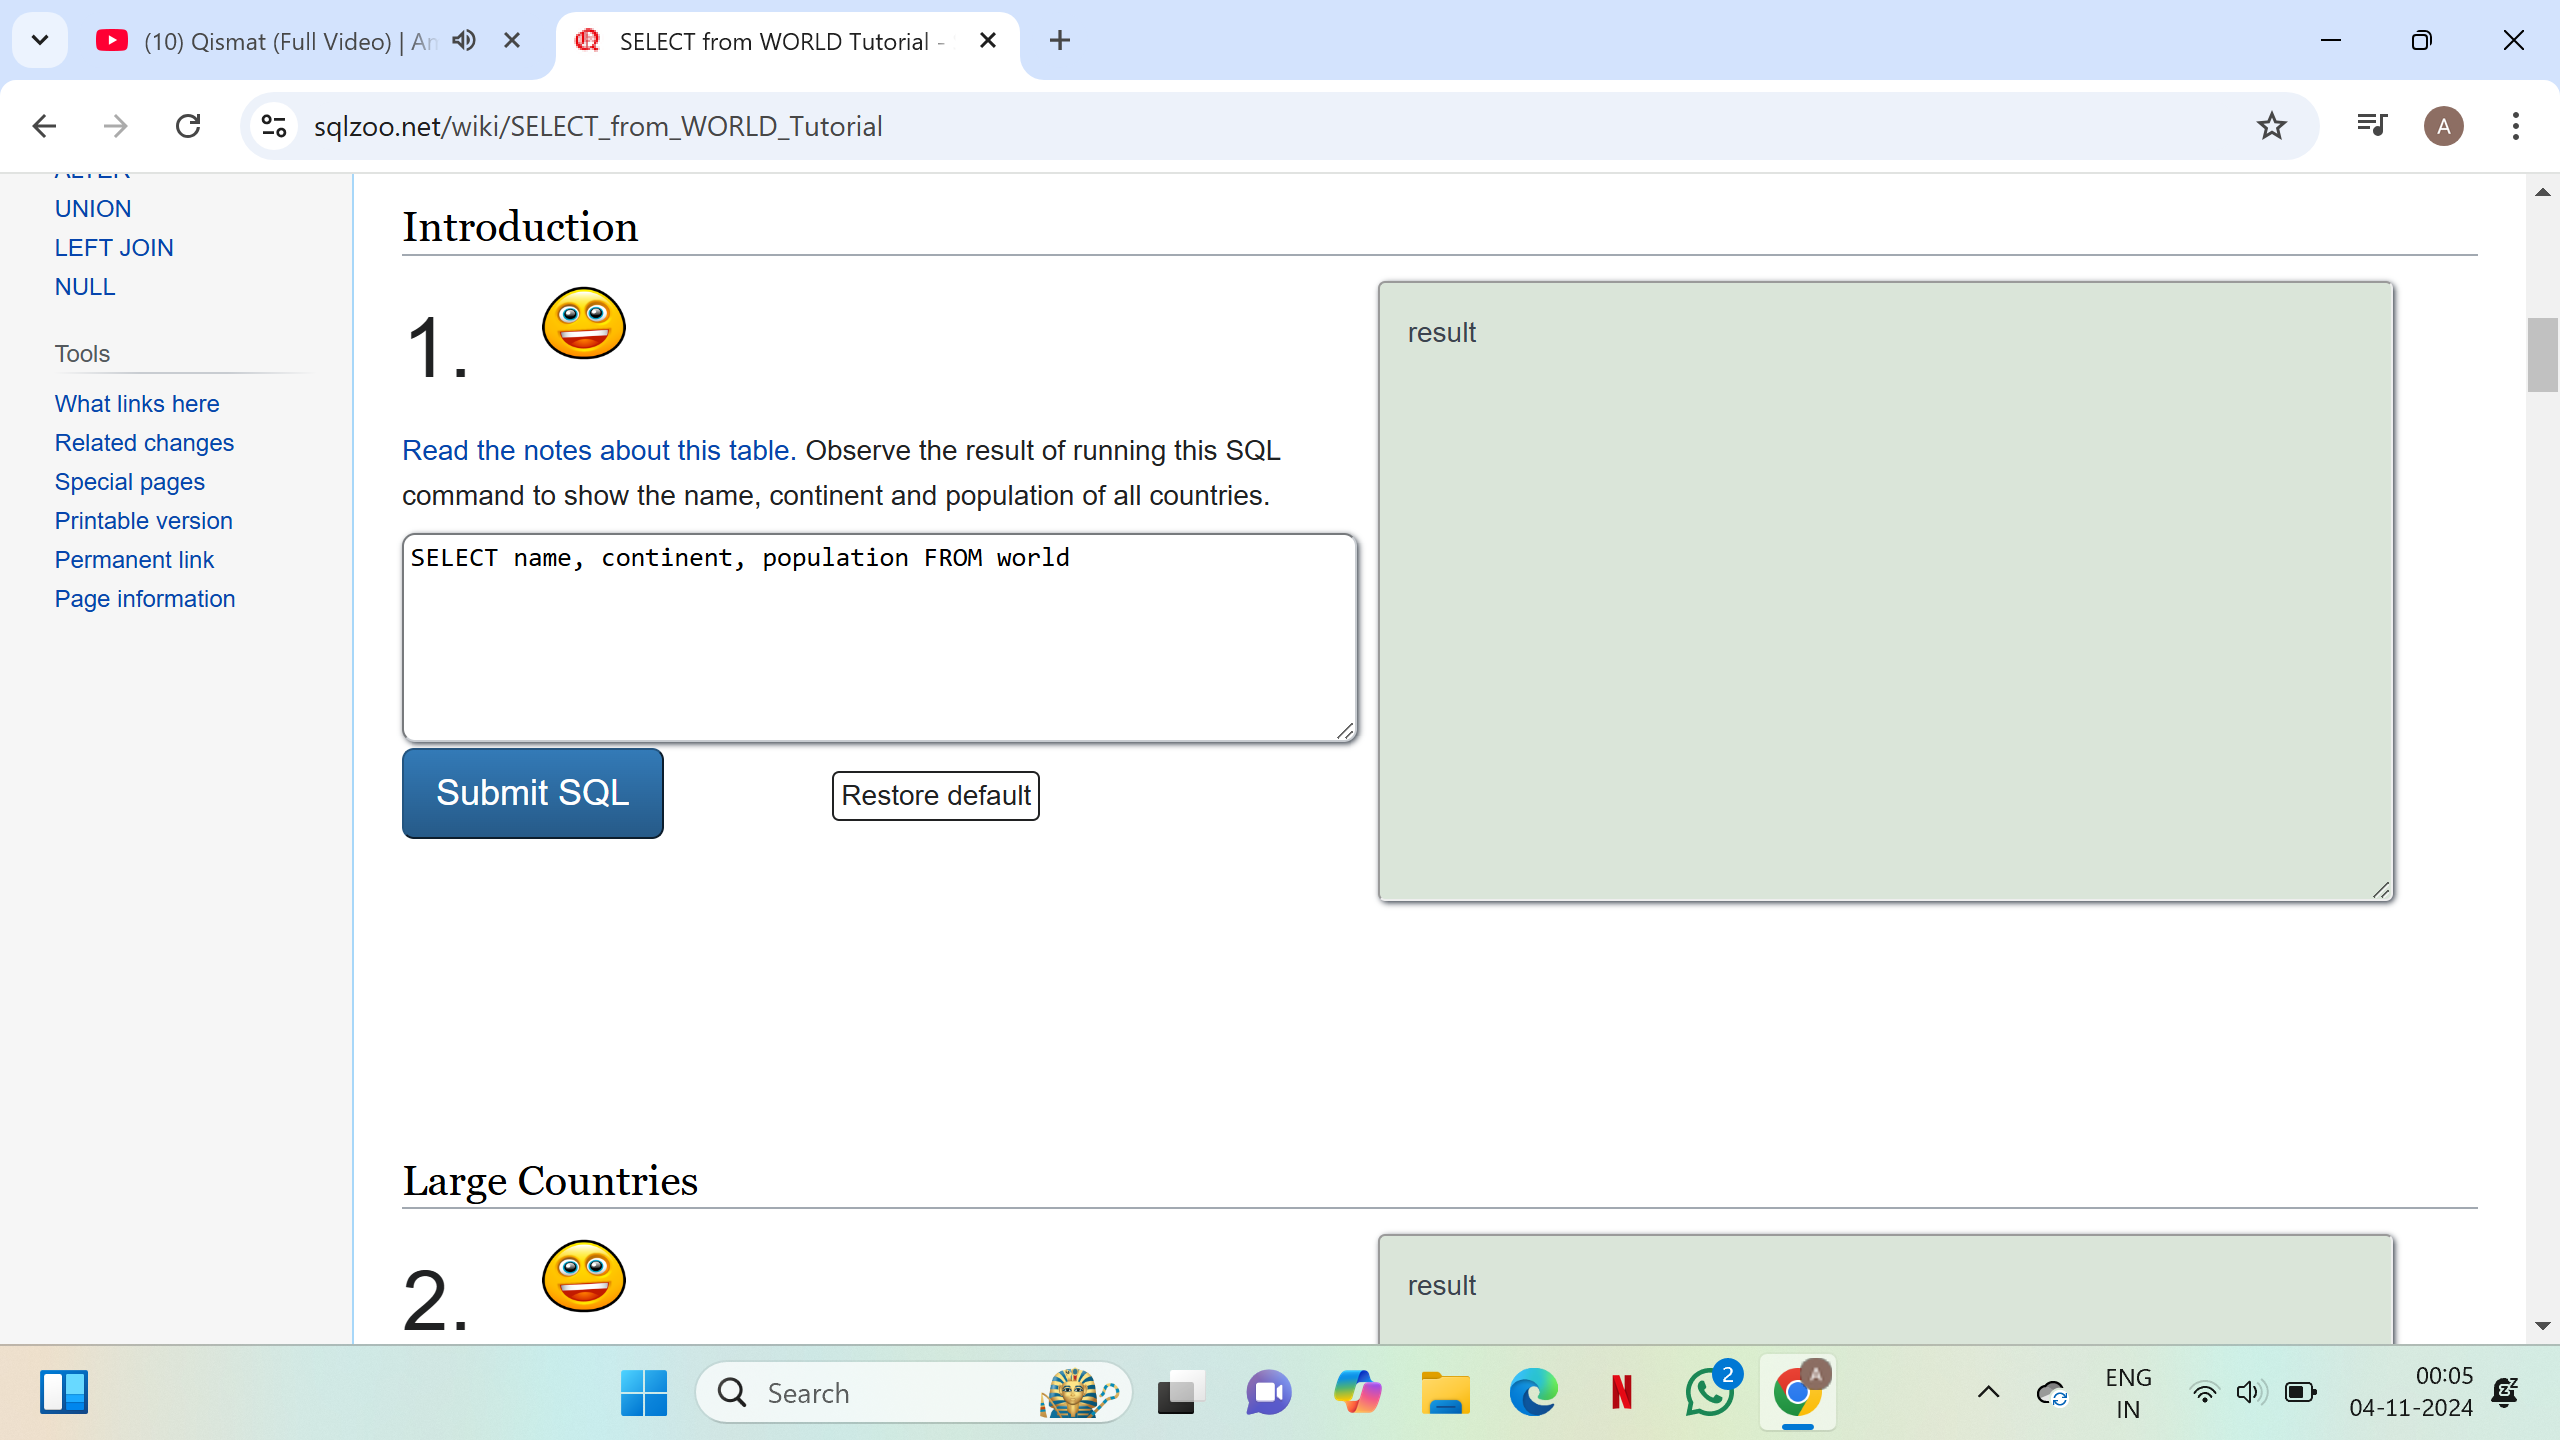 (10) Qismat (Full Video) | Am
SELECT from WORLD Tutorial -
sqlzoo.net/wiki/SELECT_from_WORLD_Tutorial
A
ALTER
UNION
LEFT JOIN
NULL
Tools
What links here
Related changes
Special pages
Printable version
Permanent link
Page information
Introduction
1.
Read the notes about this table. Observe the result of running this SQL
command to show the name, continent and population of all countries.
SELECT name, continent, population FROM world
Submit SQL
Restore default
result
Large Countries
2.
result
Search
N
2
A
ENG
IN
00:05
04-11-2024